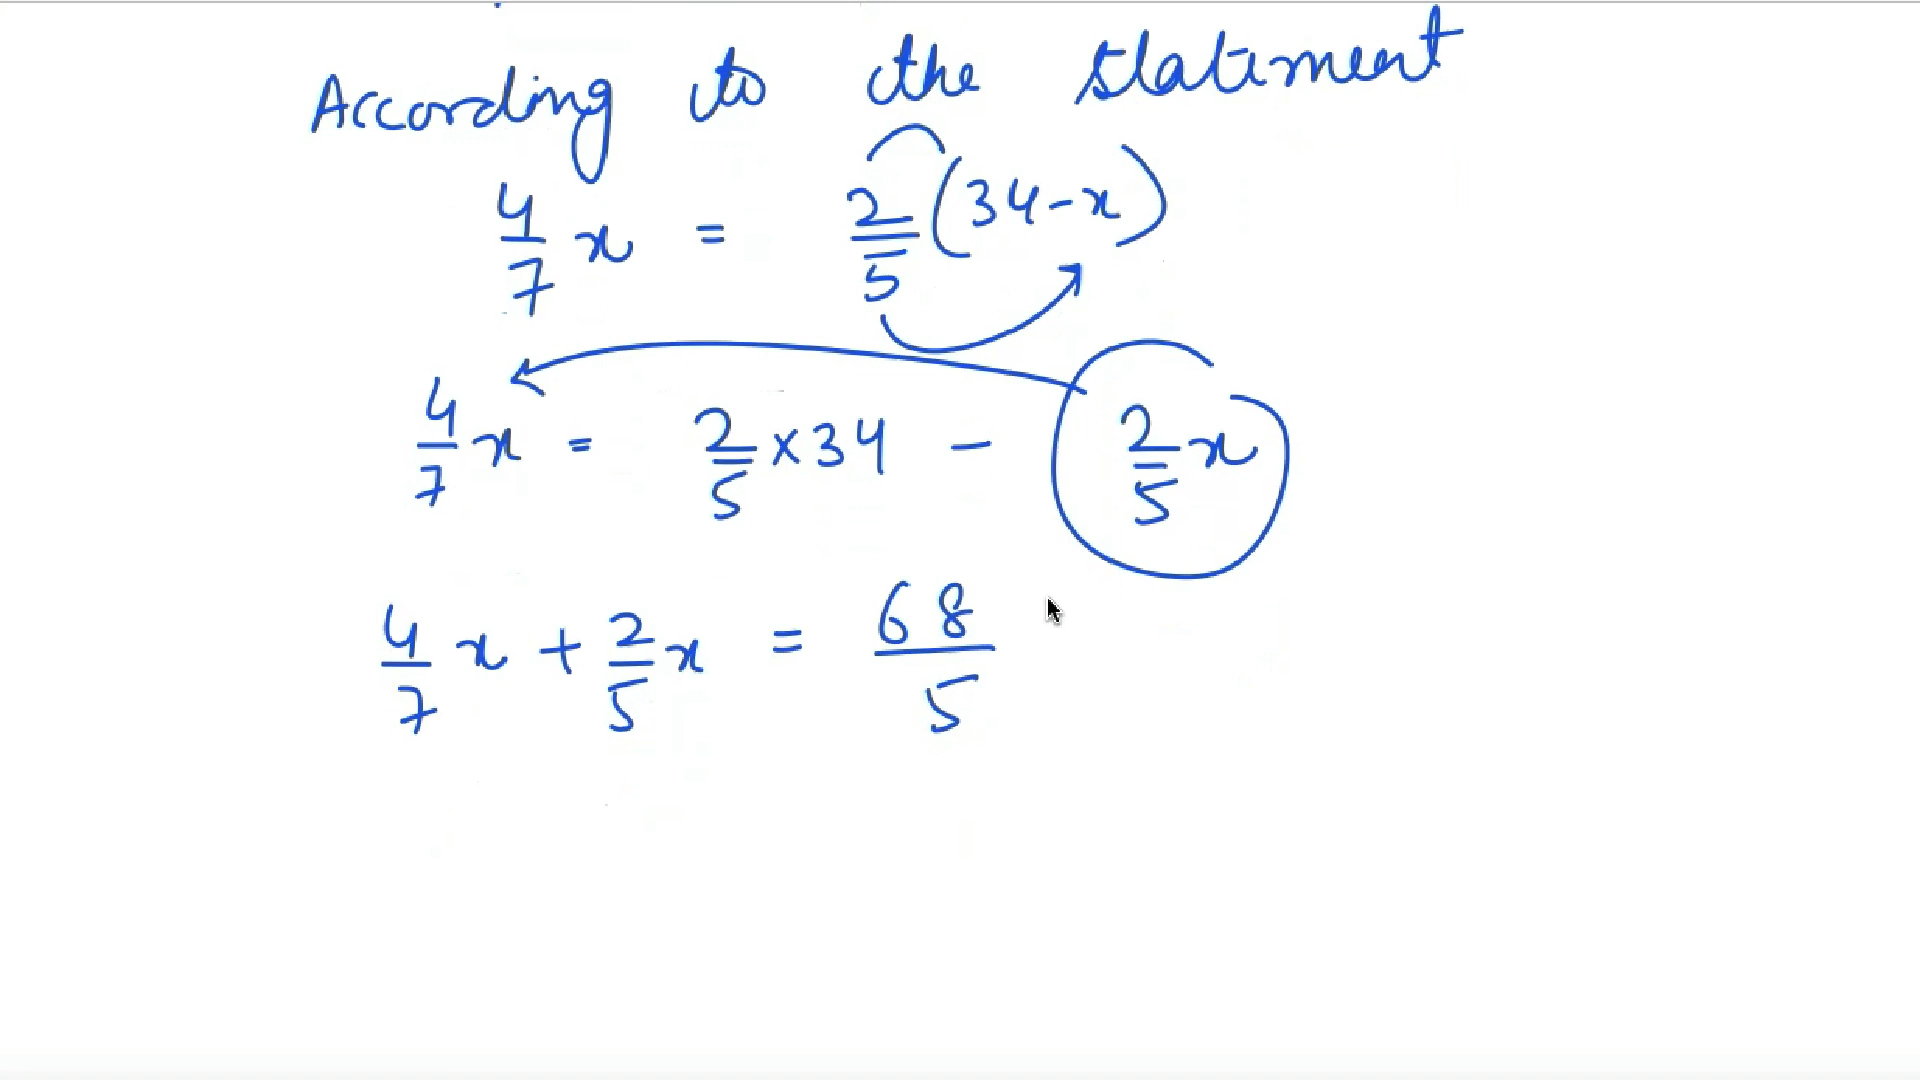 According to the statement
4/7 x = 2/5 (34-x)
4/7 x = 2/5 × 34 - 2/5 x
4/7 x + 2/5 x = 68/5